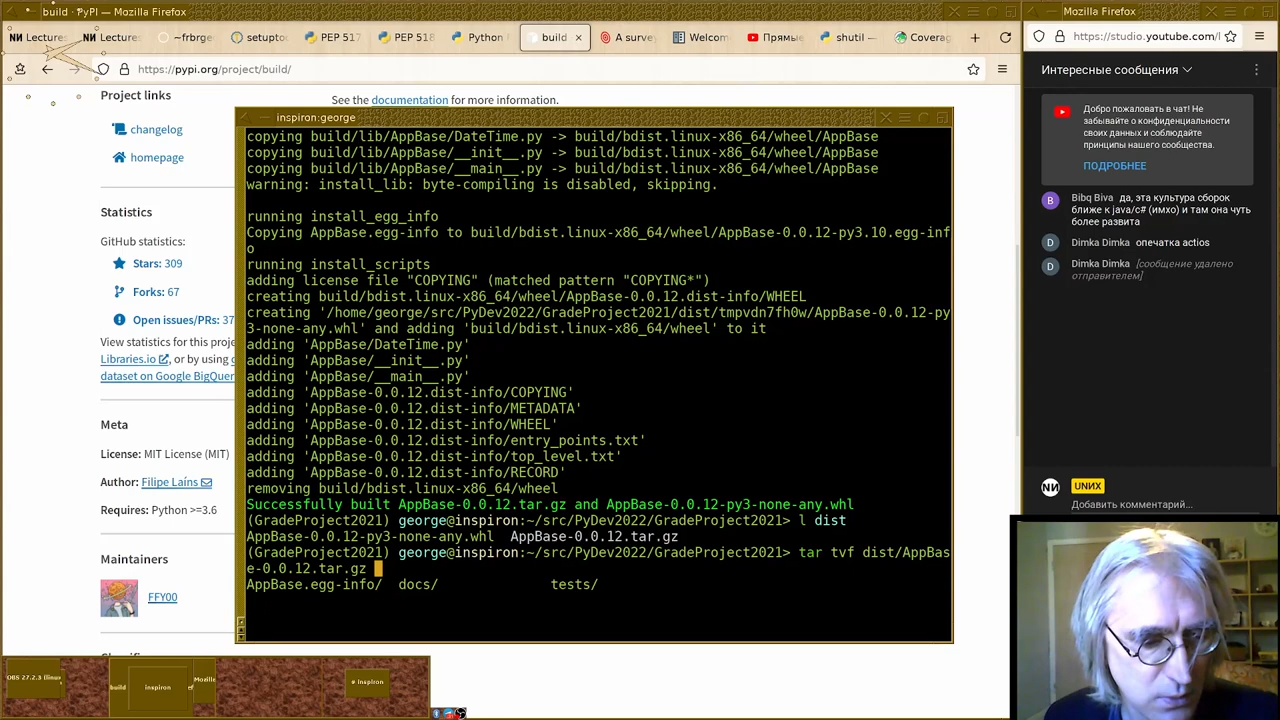 build · PyPI — Mozilla Firefox
Mozilla Firefox
Lectures
Lectures
~frbrge
setuptoo
PEP 517
PEP 518
Python
build
A survey
Welcom
Прямые
shutil —
Coverag
https://pypi.org/project/build/
https://studio.youtube.com/l
Project links
changelog
homepage
See the documentation for more information.
Statistics
GitHub statistics:
Stars: 309
Forks: 67
Open issues/PRs: 37
View statistics for this proje
Libraries.io, or by using
dataset on Google BigQuer
Meta
License: MIT License (MIT)
Author: Filipe Laíns
Requires: Python >=3.6
Maintainers
FFY00
inspiron:george
copying build/lib/AppBase/DateTime.py -> build/bdist.linux-x86_64/wheel/AppBase
copying build/lib/AppBase/__init__.py -> build/bdist.linux-x86_64/wheel/AppBase
copying build/lib/AppBase/__main__.py -> build/bdist.linux-x86_64/wheel/AppBase
warning: install_lib: byte-compiling is disabled, skipping.
running install_egg_info
Copying AppBase.egg-info to build/bdist.linux-x86_64/wheel/AppBase-0.0.12-py3.10.egg-inf
o
running install_scripts
adding license file "COPYING" (matched pattern "COPYING*")
creating build/bdist.linux-x86_64/wheel/AppBase-0.0.12.dist-info/WHEEL
creating '/home/george/src/PyDev2022/GradeProject2021/dist/tmpvdn7fh0w/AppBase-0.0.12-py
3-none-any.whl' and adding 'build/bdist.linux-x86_64/wheel' to it
adding 'AppBase/DateTime.py'
adding 'AppBase/__init__.py'
adding 'AppBase/__main__.py'
adding 'AppBase-0.0.12.dist-info/COPYING'
adding 'AppBase-0.0.12.dist-info/METADATA'
adding 'AppBase-0.0.12.dist-info/WHEEL'
adding 'AppBase-0.0.12.dist-info/entry_points.txt'
adding 'AppBase-0.0.12.dist-info/top_level.txt'
adding 'AppBase-0.0.12.dist-info/RECORD'
removing build/bdist.linux-x86_64/wheel
Successfully built AppBase-0.0.12.tar.gz and AppBase-0.0.12-py3-none-any.whl
(GradeProject2021) george@inspiron:~/src/PyDev2022/GradeProject2021> l dist
AppBase-0.0.12-py3-none-any.whl  AppBase-0.0.12.tar.gz
(GradeProject2021) george@inspiron:~/src/PyDev2022/GradeProject2021> tar tvf dist/AppBas
e-0.0.12.tar.gz
AppBase.egg-info/  docs/  tests/
Интересные сообщения
Добро пожаловать в чат! Не
забывайте о конфиденциальности
своих данных и соблюдайте
принципы нашего сообщества.
ПОДРОБНЕЕ
B Bibq Biva да, эта культура сборок
ближе к java/c# (имхо) и там она чуть
более развита
D Dimka Dimka опечатка actios
D Dimka Dimka [сообщение удалено
отправителем]
UNIX
Добавить комментарий...
OBS 27.2.3 (linux
build
inspiron
Mozilla
inspiron